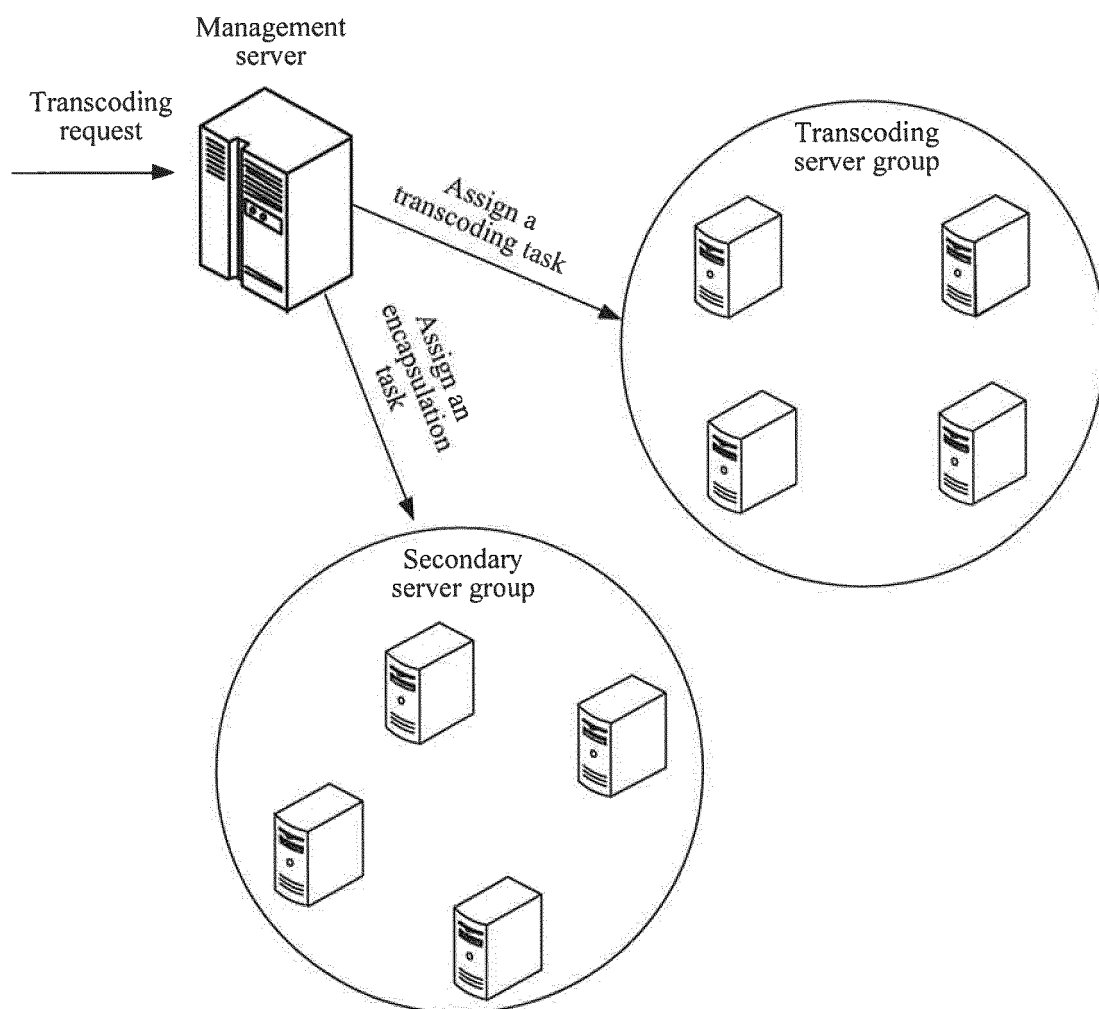 Management
server
Transcoding
request
Transcoding
server group
Assign a
transcoding task
Assign an
encapsulation
task
Secondary
server group